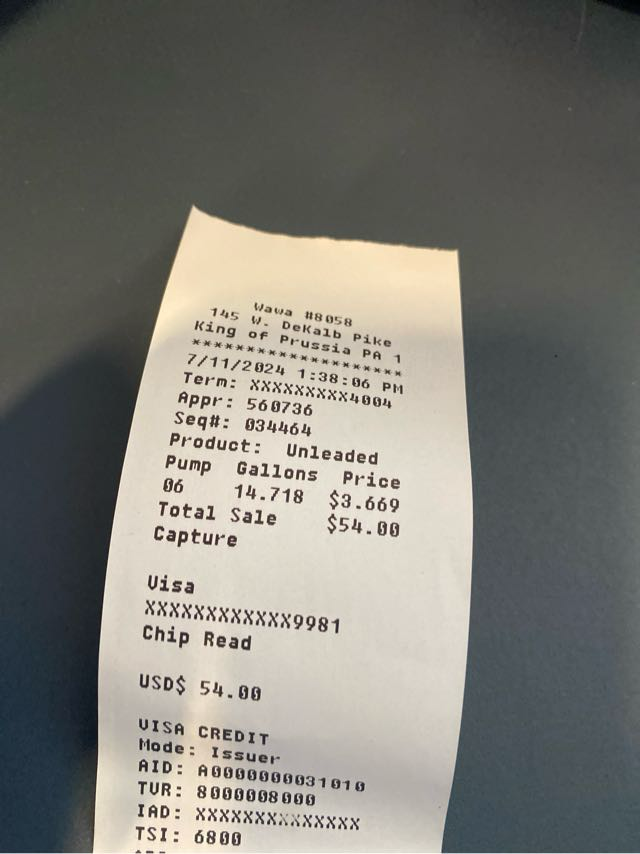 Wawa #8058
145 W. DeKalb Pike
King of Prussia PA 1
********************
7/11/2024 1:38:06 PM
Term: XXXXXXXXX4004
Appr: 560736
Seq#: 034464
Product: Unleaded
Pump Gallons Price
06 14.718 $3.669
Total Sale $54.00
Capture
Visa
XXXXXXXXXXXX9981
Chip Read
USD$ 54.00
VISA CREDIT
Mode: Issuer
AID: A0000000031010
TVR: 8000008000
IAD: XXXXXXXXXXXXXX
TSI: 6800